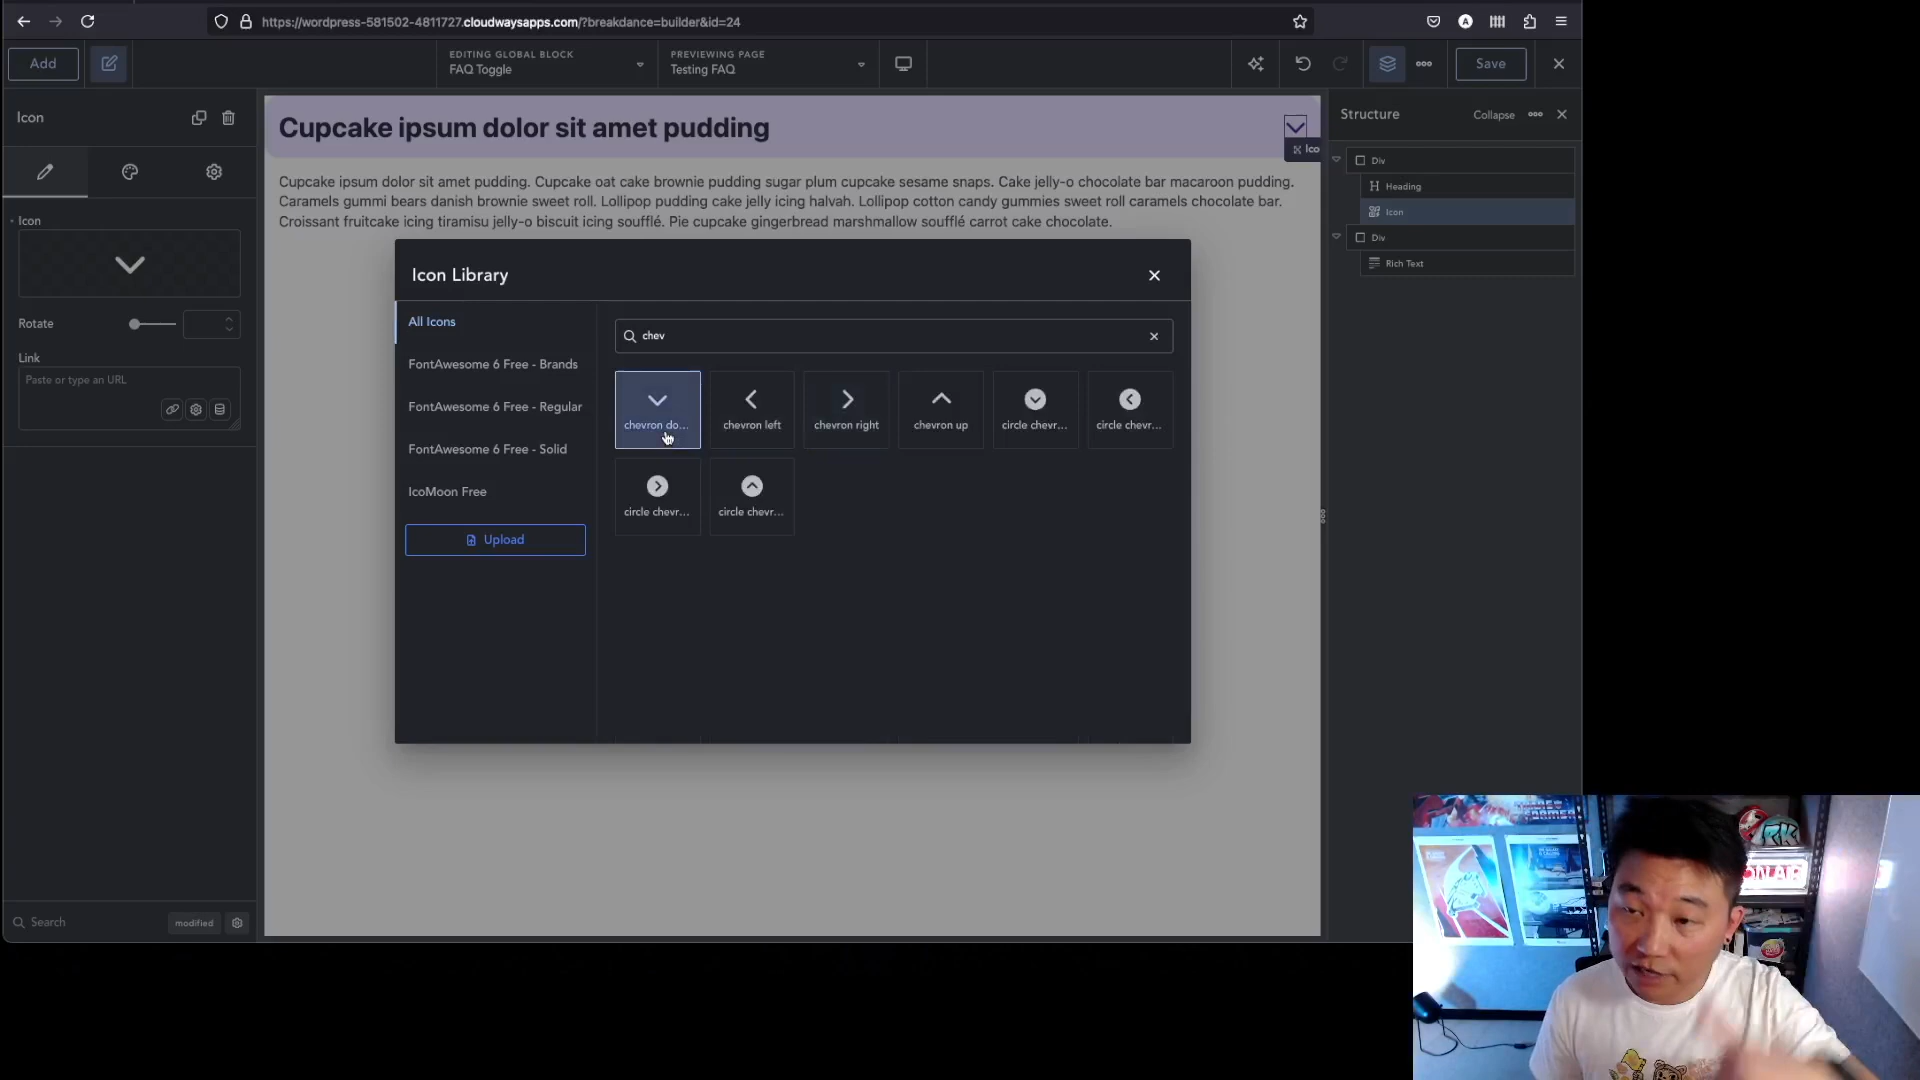 https://wordpress-581502-4811727.cloudwaysapps.com/?breakdance=builder&id=24
Add
EDITING GLOBAL BLOCK
FAQ Toggle
PREVIEWING PAGE
Testing FAQ
Save
Icon
Icon
Rotate
Link
Paste or type an URL
Search
modified
Cupcake ipsum dolor sit amet pudding
Ico
Cupcake ipsum dolor sit amet pudding. Cupcake oat cake brownie pudding sugar plum cupcake sesame snaps. Cake jelly-o chocolate bar macaroon pudding.
Caramels gummi bears danish brownie sweet roll. Lollipop pudding cake jelly icing halvah. Lollipop cotton candy gummies sweet roll caramels chocolate bar.
Croissant fruitcake icing tiramisu jelly-o biscuit icing soufflé. Pie cupcake gingerbread marshmallow soufflé carrot cake chocolate.
Icon Library
All Icons
FontAwesome 6 Free - Brands
FontAwesome 6 Free - Regular
FontAwesome 6 Free - Solid
IcoMoon Free
Upload
chev
chevron do...
chevron left
chevron right
chevron up
circle chevr...
circle chevr...
circle chevr...
circle chevr...
Structure
Collapse
Div
Heading
Icon
Div
Rich Text